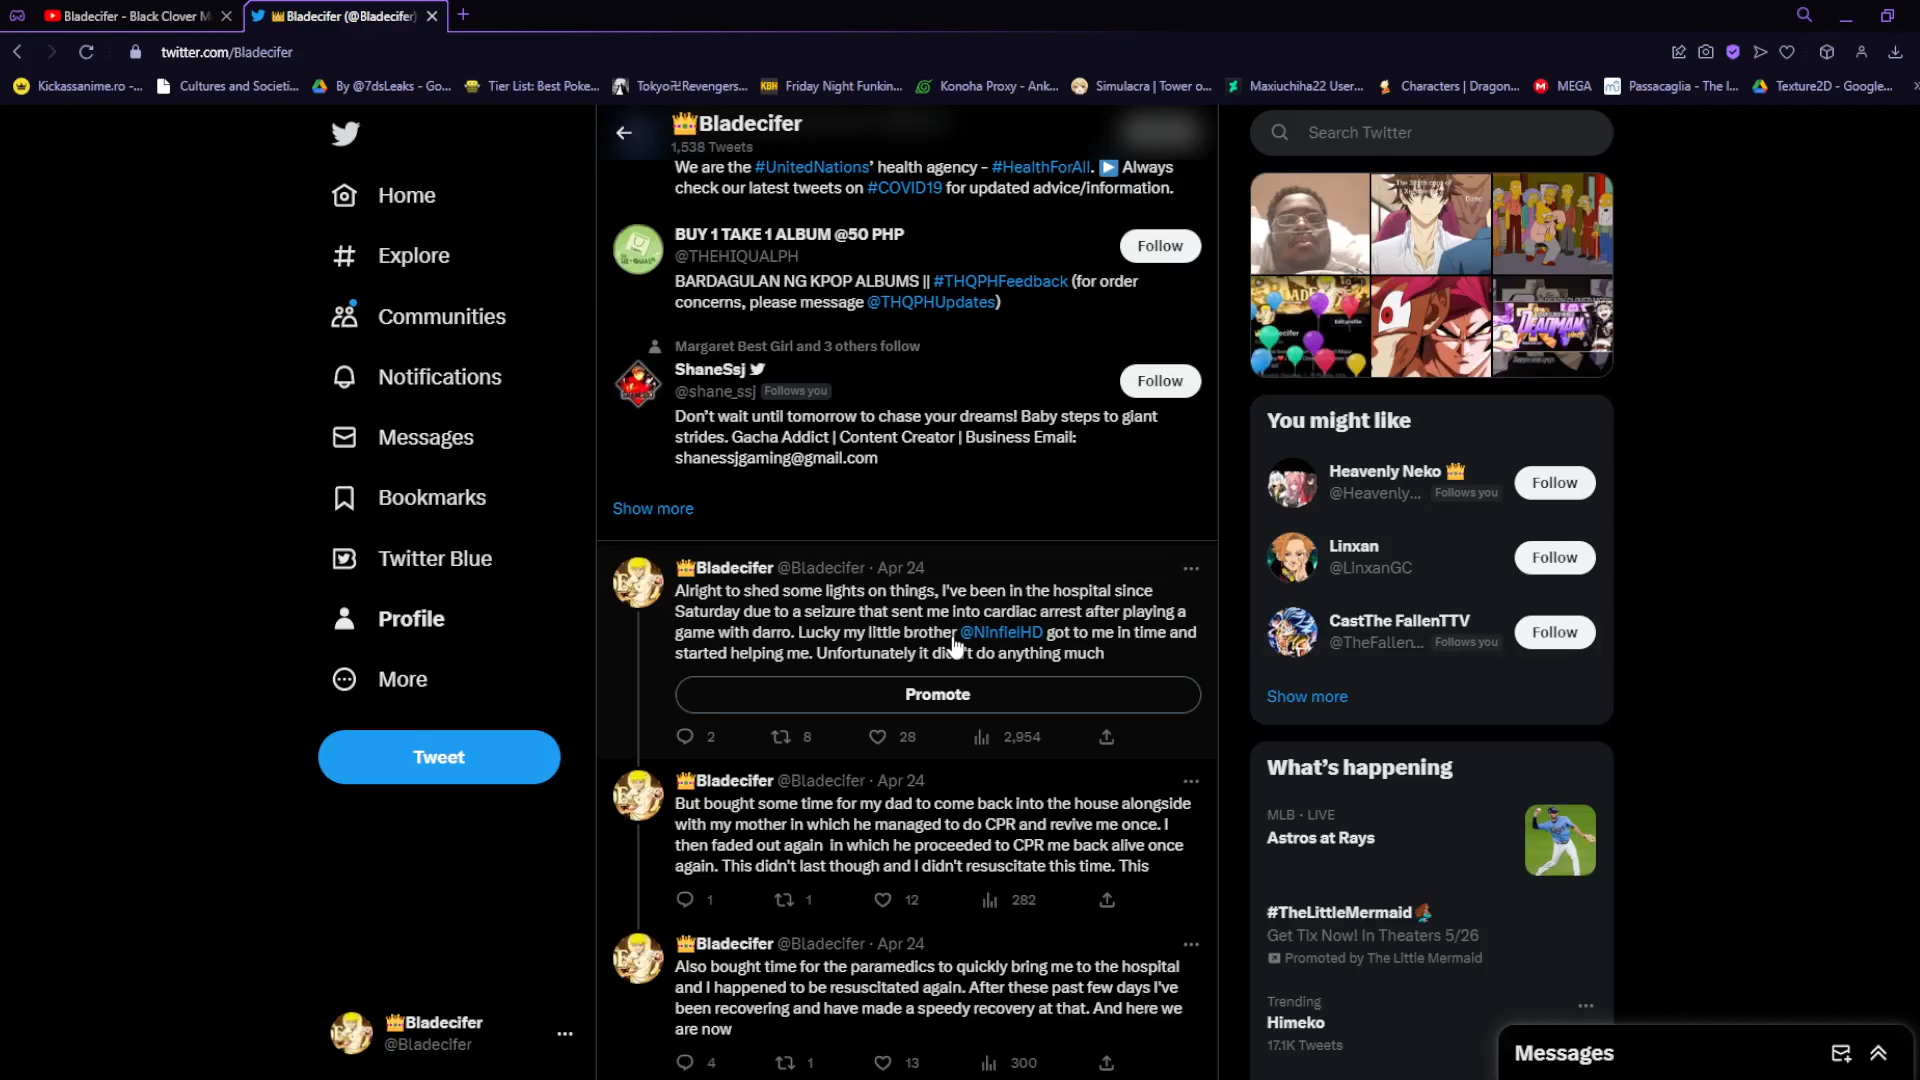 Bladecifer - Black Clover M
Bladecifer (@Bladecifer)
twitter.com/Bladecifer
Kickassanime.ro -...
Cultures and Societi...
By @7dsLeaks - Go...
Tier List: Best Poke...
Tokyo卍Revengers...
Friday Night Funkin...
Konoha Proxy - Ank...
Simulacra | Tower o...
Maxiuchiha22 User...
Characters | Dragon...
MEGA
Passacaglia - The I...
Texture2D - Google...
Home
Explore
Communities
Notifications
Messages
Bookmarks
Twitter Blue
Profile
More
Tweet
👑Bladecifer
@Bladecifer
👑Bladecifer
1,538 Tweets
We are the #UnitedNations' health agency - #HealthForAll. ▶️ Always
check our latest tweets on #COVID19 for updated advice/information.
BUY 1 TAKE 1 ALBUM @50 PHP
@THEHIQUALPH
Follow
BARDAGULAN NG KPOP ALBUMS || #THQPHFeedback (for order
concerns, please message @THQPHUpdates)
Margaret Best Girl and 3 others follow
ShaneSsj
@shane_ssj Follows you
Follow
Don't wait until tomorrow to chase your dreams! Baby steps to giant
strides. Gacha Addict | Content Creator | Business Email:
shanessjgaming@gmail.com
Show more
👑Bladecifer @Bladecifer · Apr 24
Alright to shed some lights on things, I've been in the hospital since
Saturday due to a seizure that sent me into cardiac arrest after playing a
game with darro. Lucky my little brother @NinfielHD got to me in time and
started helping me. Unfortunately it didn't do anything much
Promote
2 8 28 2,954
👑Bladecifer @Bladecifer · Apr 24
But bought some time for my dad to come back into the house alongside
with my mother in which he managed to do CPR and revive me once. I
then faded out again in which he proceeded to CPR me back alive once
again. This didn't last though and I didn't resuscitate this time. This
1 1 12 282
👑Bladecifer @Bladecifer · Apr 24
Also bought time for the paramedics to quickly bring me to the hospital
and I happened to be resuscitated again. After these past few days I've
been recovering and have made a speedy recovery at that. And here we
are now
4 1 13 300
Search Twitter
DEADMAN
You might like
Heavenly Neko 👑
@Heavenly... Follows you
Follow
Linxan
@LinxanGC
Follow
CastThe FallenTTV
@TheFallen... Follows you
Follow
Show more
What's happening
MLB · LIVE
Astros at Rays
#TheLittleMermaid
Get Tix Now! In Theaters 5/26
Promoted by The Little Mermaid
Trending
Himeko
17.1K Tweets
Messages